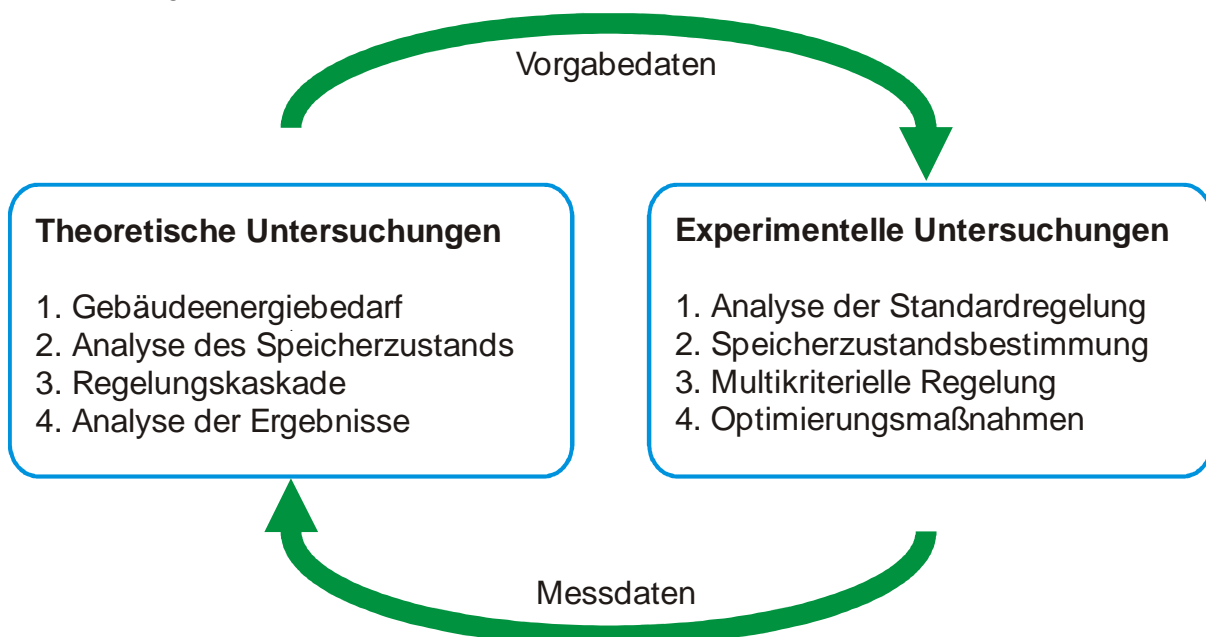 Vorgabedaten
Theoretische Untersuchungen
1. Gebäudeenergiebedarf
2. Analyse des Speicherzustands
3. Regelungskaskade
4. Analyse der Ergebnisse
Experimentelle Untersuchungen
1. Analyse der Standardregelung
2. Speicherzustandsbestimmung
3. Multikriterielle Regelung
4. Optimierungsmaßnahmen
Messdaten